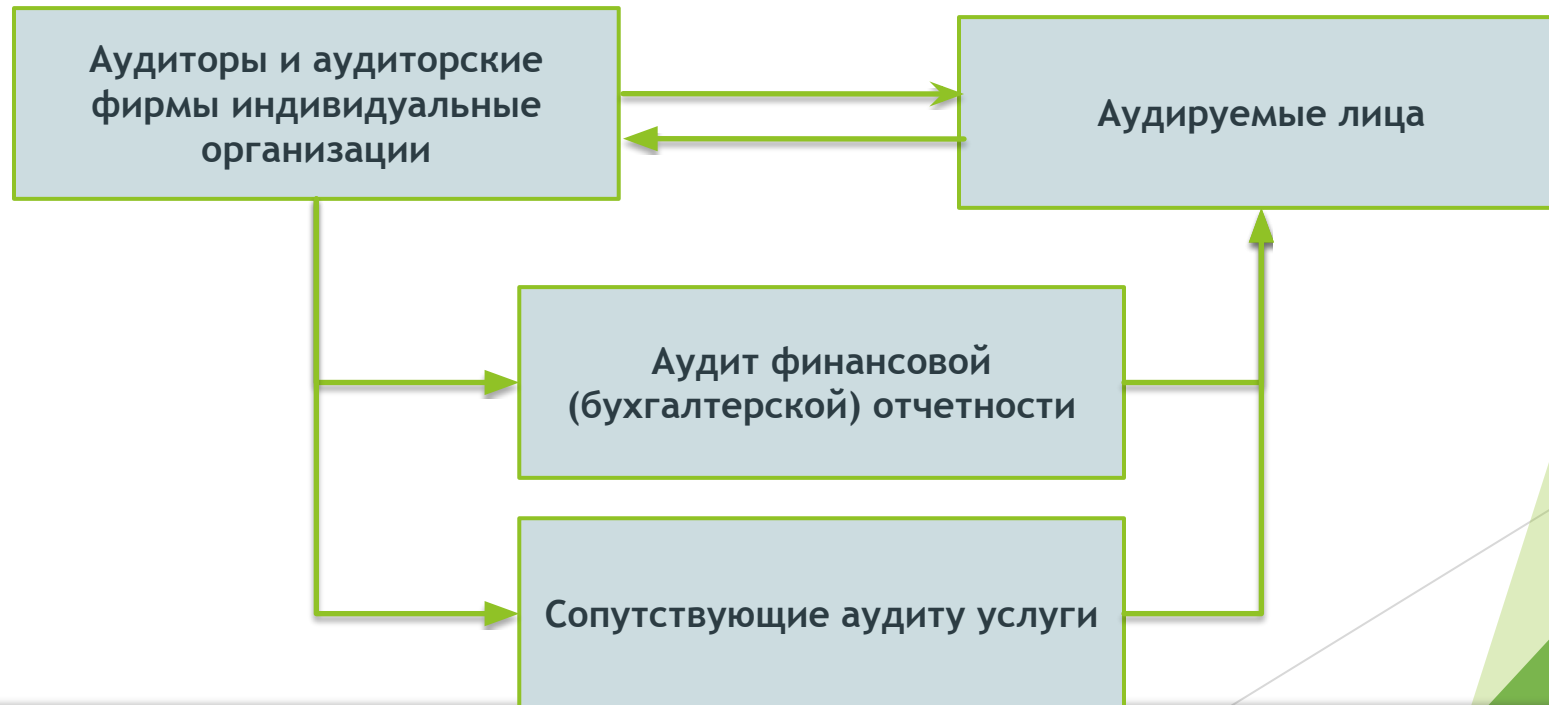 Аудиторы и аудиторские
фирмы индивидуальные
организации
Аудируемые лица
Аудит финансовой
(бухгалтерской) отчетности
Сопутствующие аудиту услуги